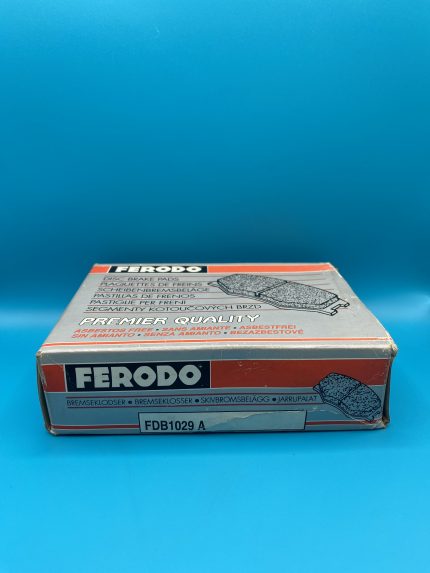 FERODO
DISC BRAKE PADS
PLAQUETTES DE FREINS
SCHEIBENBREMSBELÄGE
PASTILLAS DE FRENOS
PASTIGLIE PER FRENI
SEGMENTY KOTOUČOVÝCH BRZD
PREMIER QUALITY
ASBESTOS FREE • SANS AMIANTE • ASBESTFREI
SIN AMIANTO • SENZA AMIANTO • BEZAZBESTOVÉ
FERODO
BREMSEKLODSER • BREMSEKLOSSER • SKIVBROMSBELÄGG • JARRUPALAT
FDB1029 A